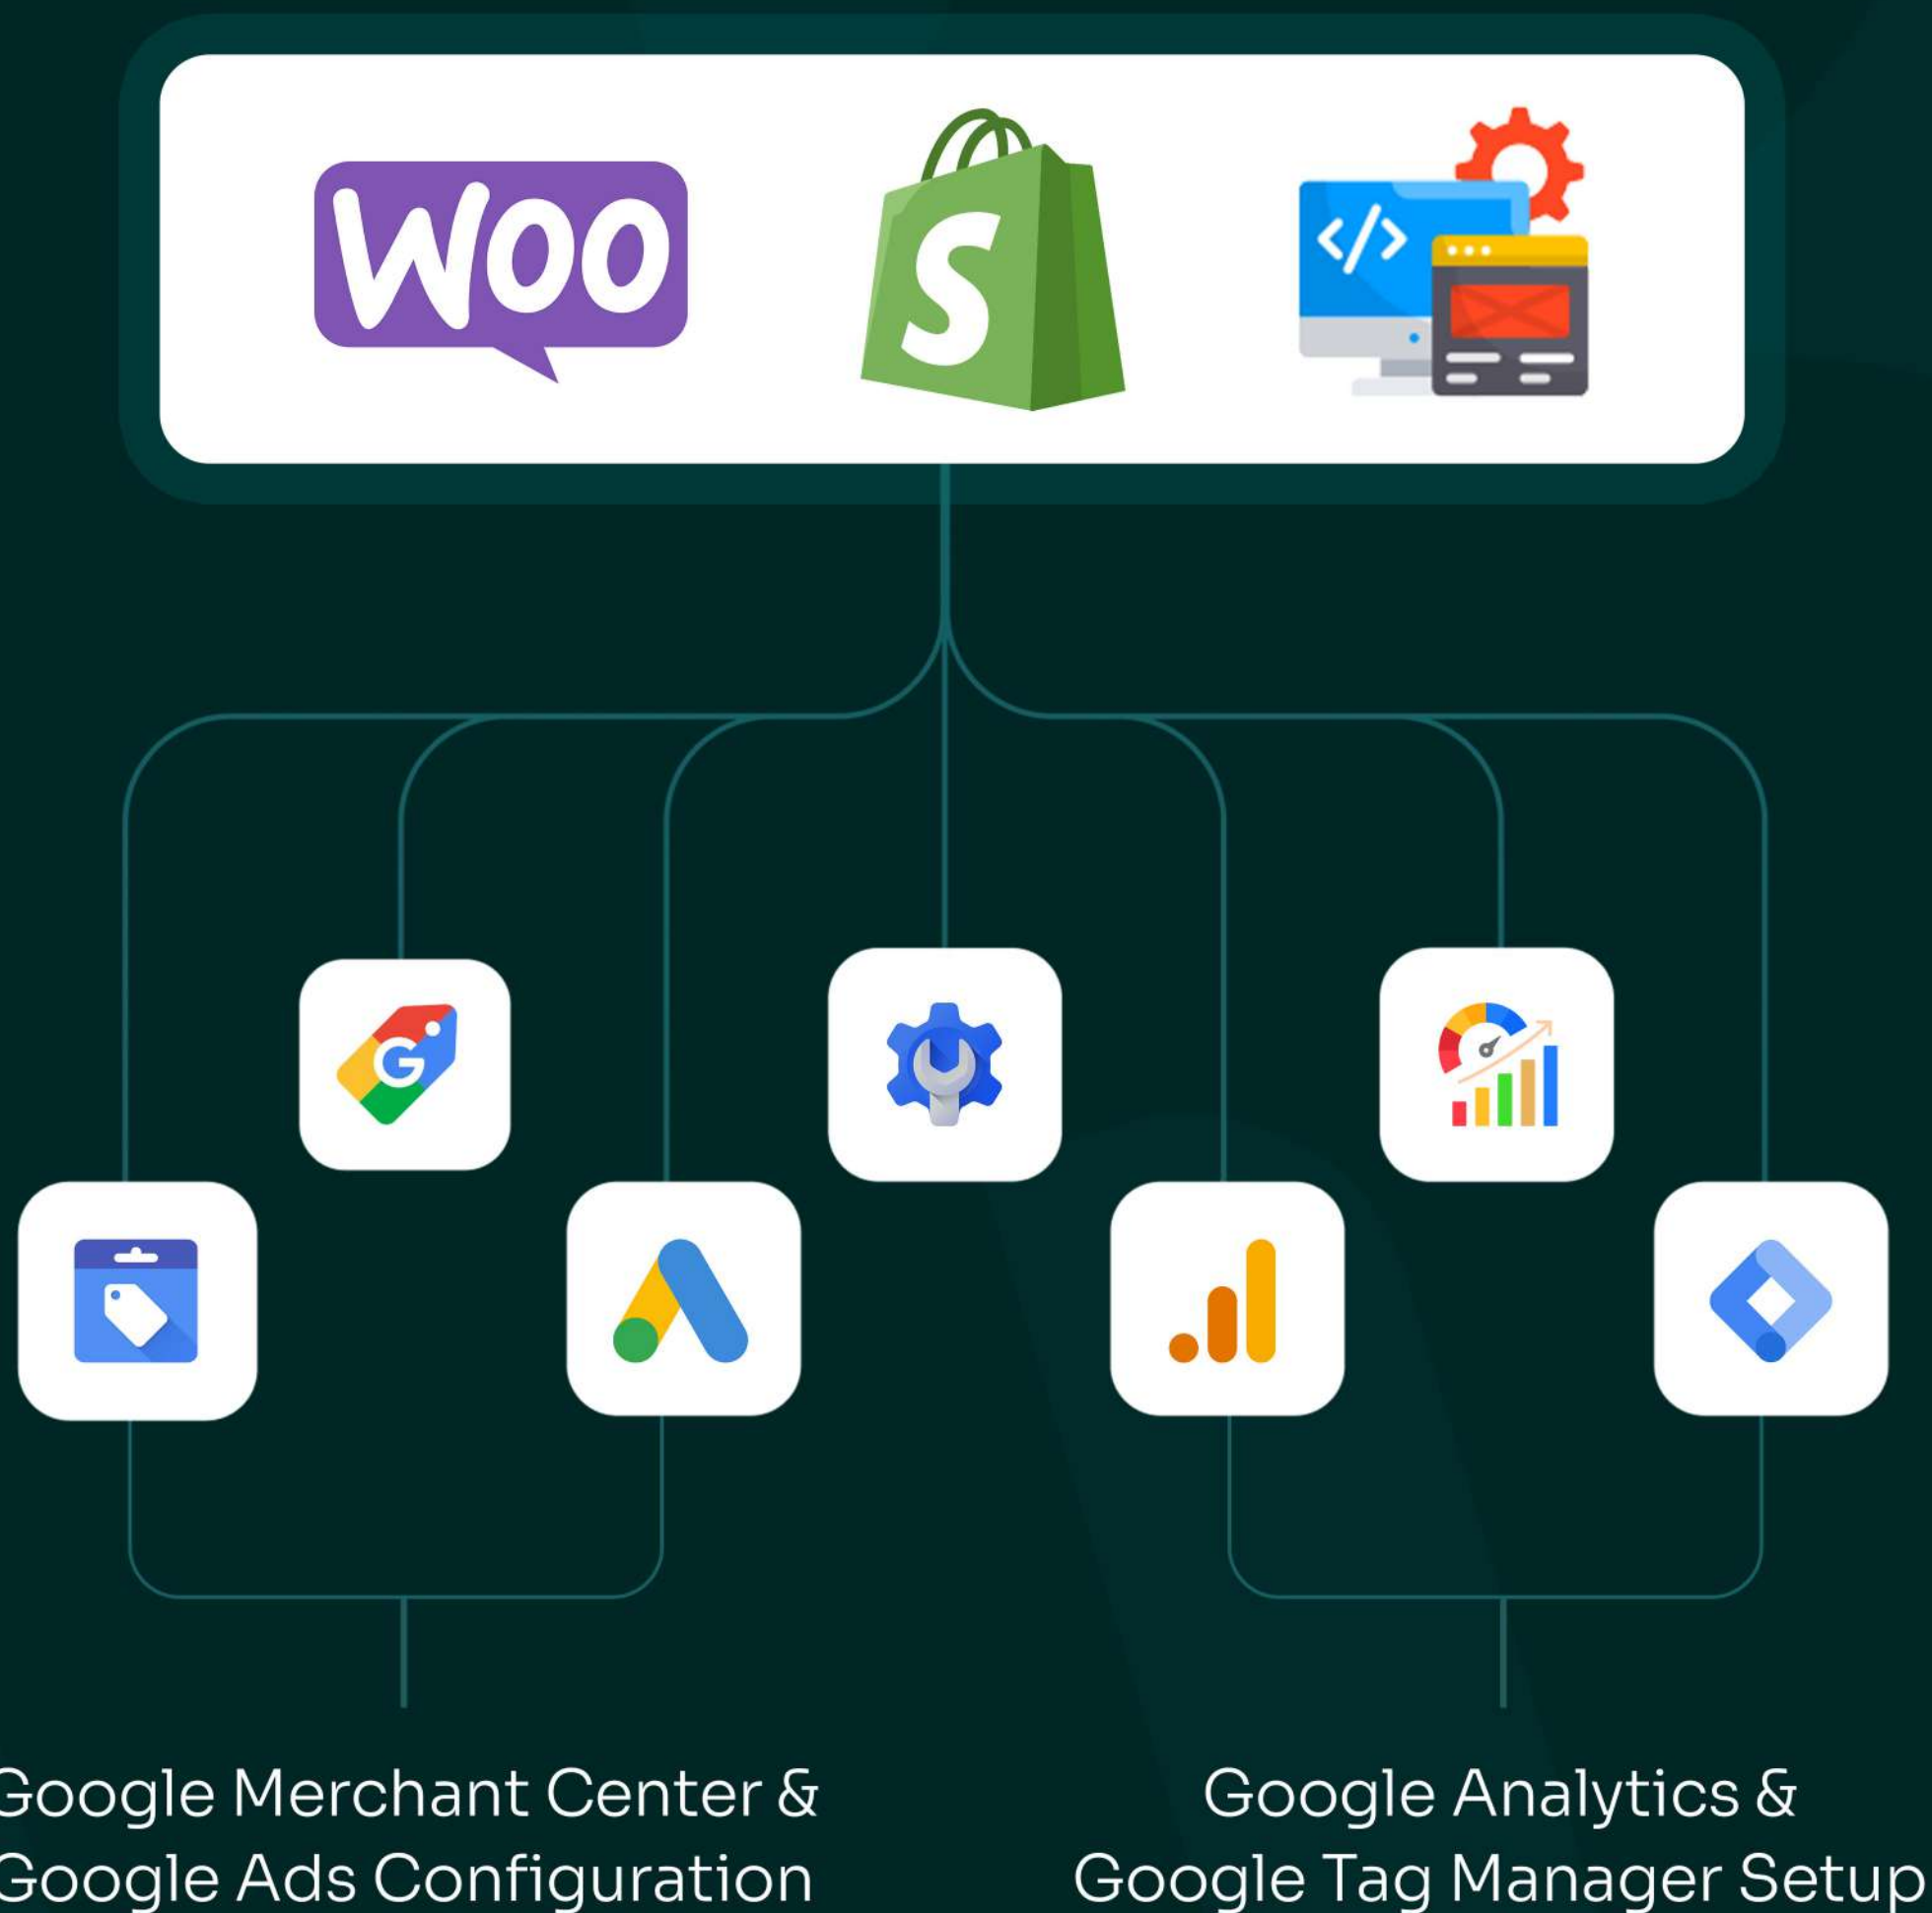 WOO
S
</>
G
Google Merchant Center &
Google Ads Configuration
Google Analytics &
Google Tag Manager Setup